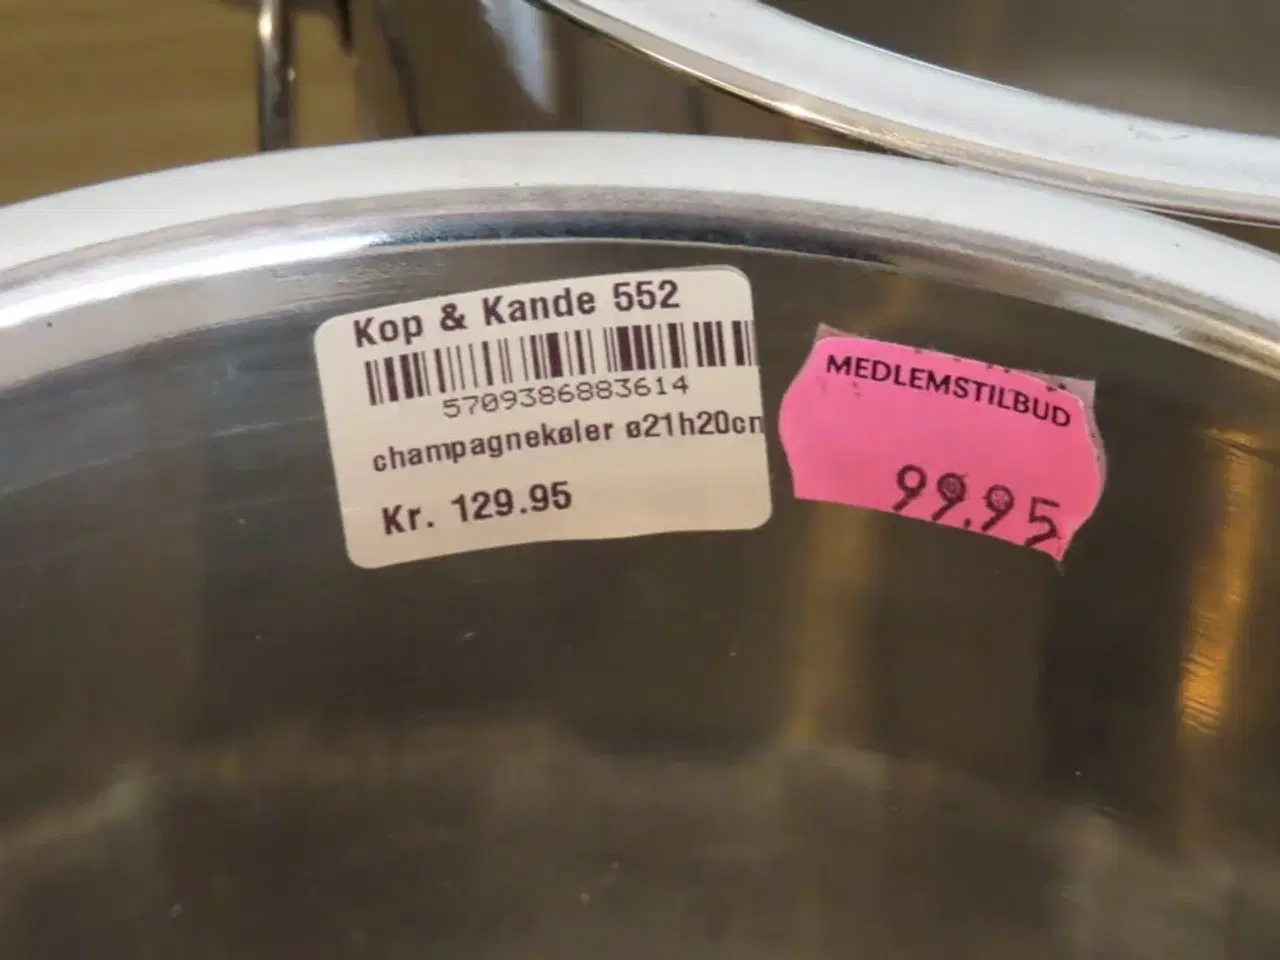 Kop & Kande 552
5709386883614
champagnekøler ø21h20cm
Kr. 129.95
MEDLEMSTILBUD
99.95